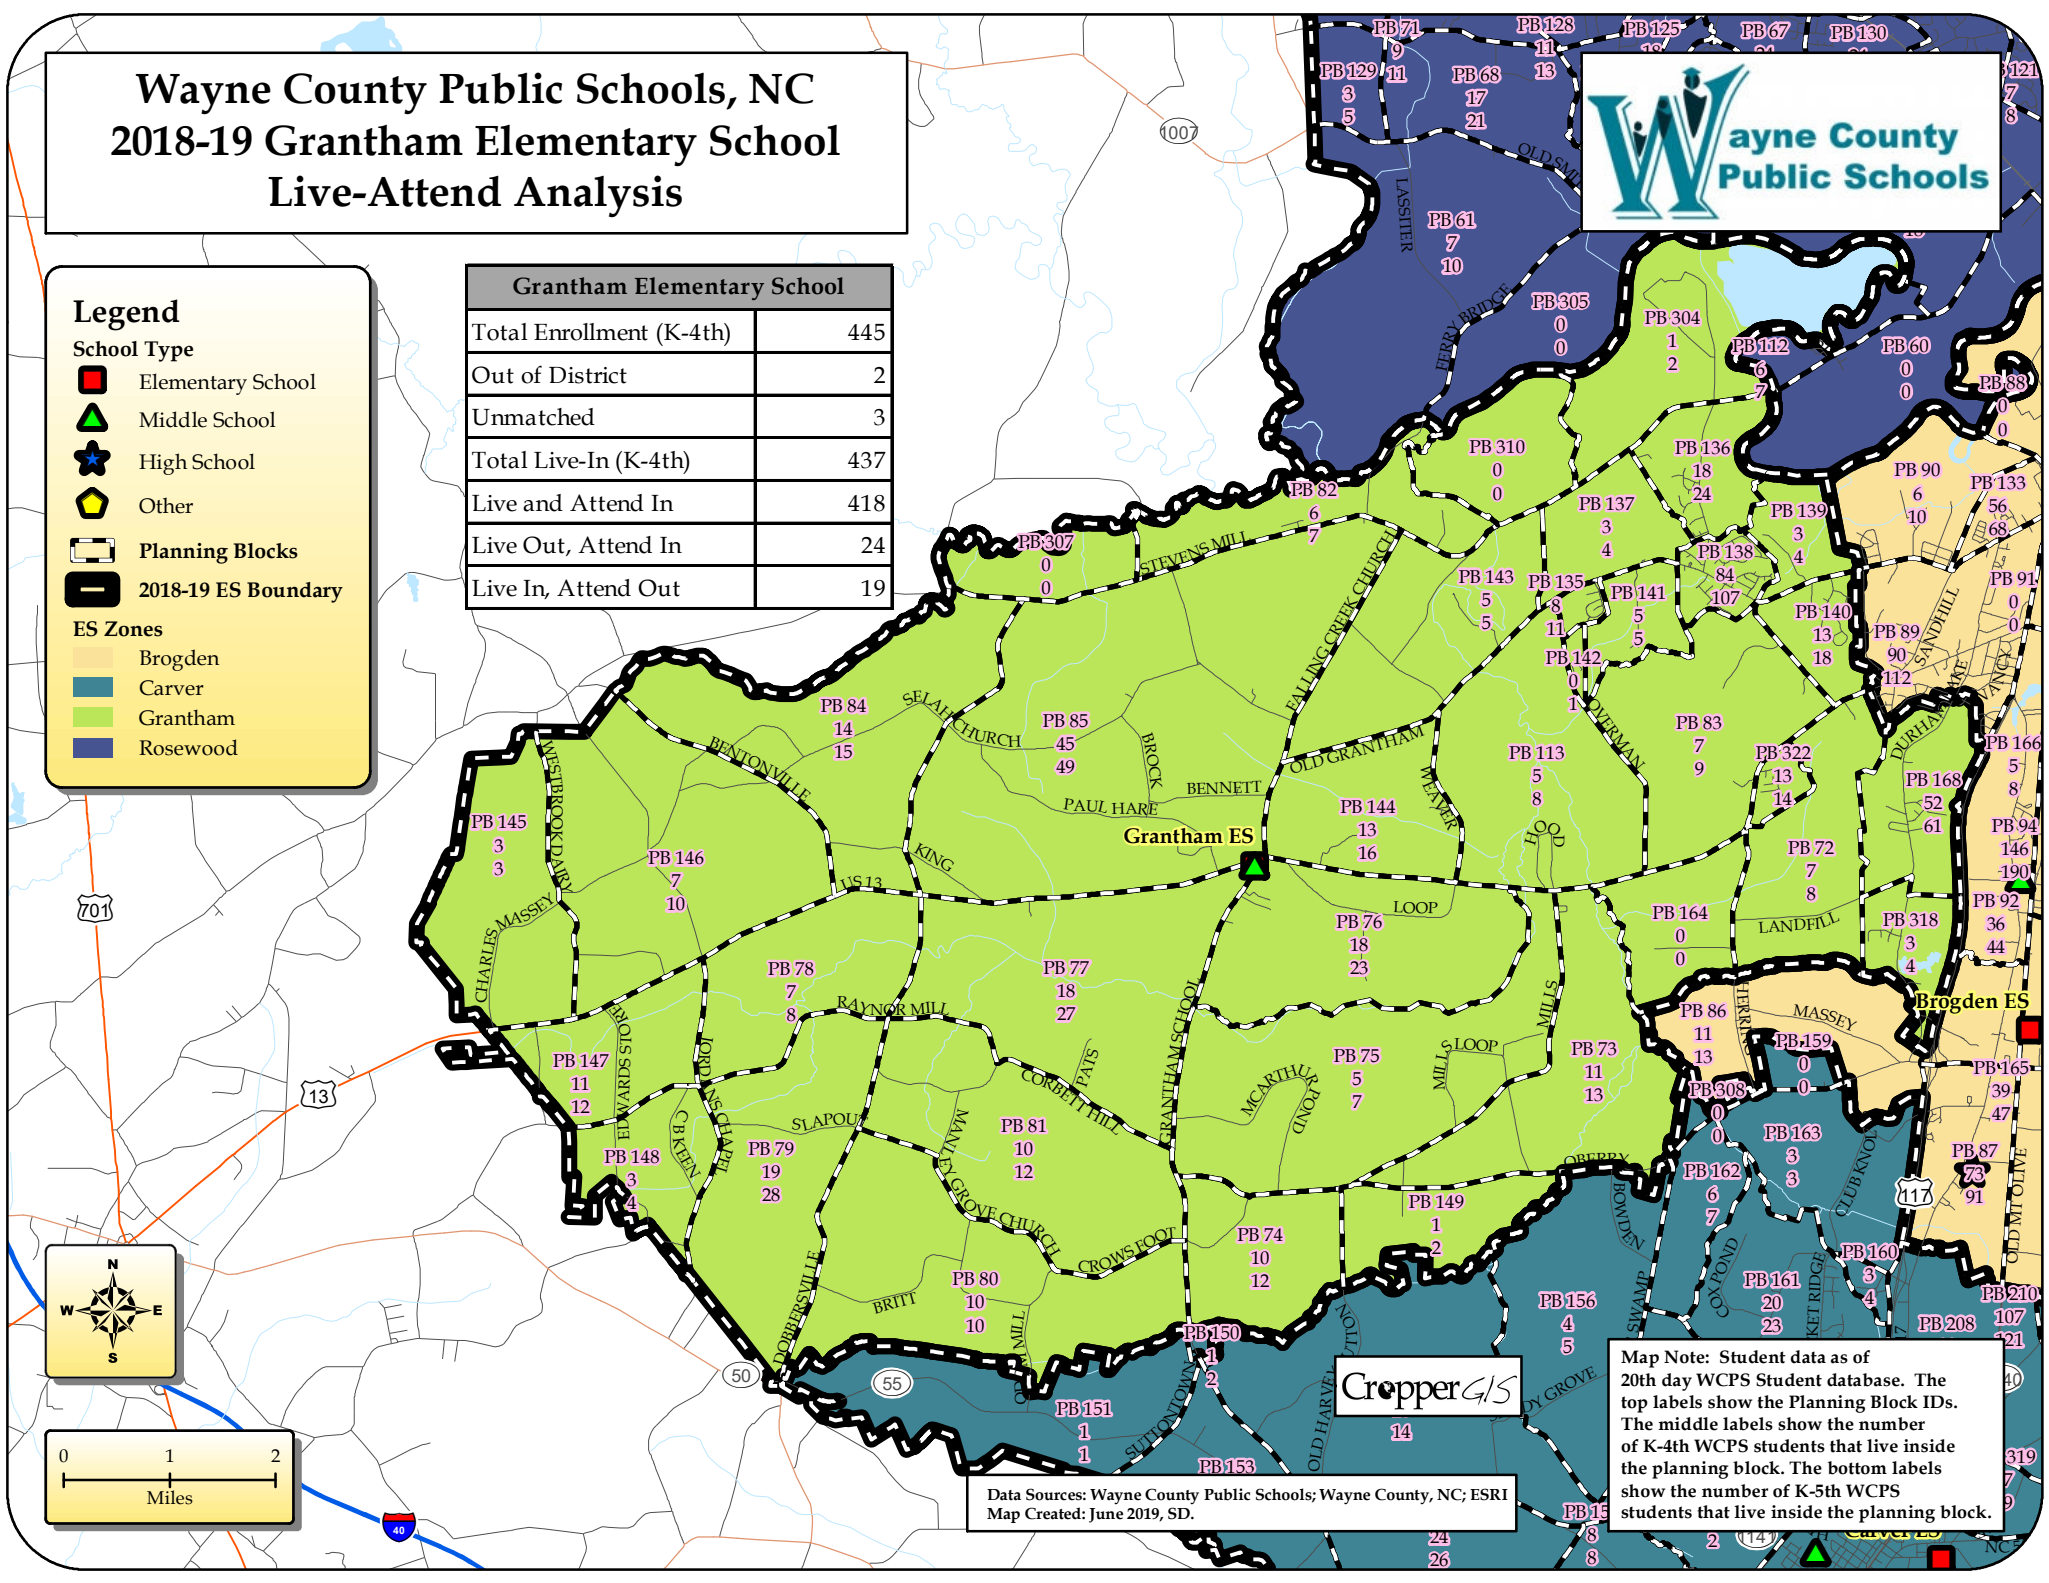 Wayne County Public Schools, NC
2018-19 Grantham Elementary School
Live-Attend Analysis
Wayne County
Public Schools
Legend
School Type
Elementary School
Middle School
High School
Other
Planning Blocks
2018-19 ES Boundary
ES Zones
Brogden
Carver
Grantham
Rosewood
Grantham Elementary School
Total Enrollment (K-4th) 445
Out of District 2
Unmatched 3
Total Live-In (K-4th) 437
Live and Attend In 418
Live Out, Attend In 24
Live In, Attend Out 19
1007
PB 71
9
11
PB 128
11
13
PB 125
PB 67
PB 130
PB 129
3
5
PB 68
17
21
7
8
OLD SMI
LASSITER
PB 61
7
10
FERRY BRIDGE
PB 305
0
0
PB 304
1
2
PB 112
6
7
PB 60
0
0
PB 88
0
0
PB 310
0
0
PB 136
18
24
PB 90
6
10
PB 133
56
68
PB 82
6
7
PB 137
3
4
PB 139
3
4
PB 307
0
0
STEVENS MILL
FALLING CREEK CHURCH
PB 138
84
107
PB 143
5
5
PB 135
8
11
PB 141
5
5
PB 91
0
0
PB 140
13
18
PB 89
90
112
SANDHILL
PB 142
0
1
OVERMAN
DURHAM LAKE
YANCY
PB 84
14
15
SELAH CHURCH
PB 85
45
49
BROCK
BENTONVILLE
OLD GRANTHAM
WEAVER
PB 113
5
8
PB 83
7
9
PB 322
13
14
PB 166
5
8
PB 168
52
61
WESTBROOK DAIRY
BENNETT
PAUL HARE
Grantham ES
PB 144
13
16
HOOD
PB 145
3
3
PB 146
7
10
KING
US 13
PB 72
7
8
PB 94
146
190
701
CHARLES MASSEY
LOOP
PB 76
18
23
PB 164
0
0
LANDFILL
PB 318
3
4
PB 92
36
44
PB 78
7
8
PB 77
18
27
RAYNOR MILL
MILLS
Brogden ES
PB 86
11
13
HERRING
MASSEY
PB 159
0
0
EDWARDS STORE
JORDANS CHAPEL
PB 147
11
12
13
GRANTHAM SCHOOL
PATS
CORBETT HILL
PB 75
5
7
MCARTHUR
POND
MILLS LOOP
PB 73
11
13
PB 165
39
47
PB 308
0
0
C B KEEN
SLAPOUT
PB 81
10
12
MANLEY GROVE CHURCH
PB 163
3
3
PB 148
3
4
PB 79
19
28
OBERRY
PB 162
6
7
CLUB KNOLL
PB 87
73
91
117
PB 149
1
2
BOWDEN
OLD MT OLIVE
PB 74
10
12
CROWS FOOT
DOBBERSVILLE
PB 80
10
10
BRITT
COX POND
PB 161
20
23
PB 160
3
4
PB 156
4
5
SWAMP
PB 210
107
121
PB 208
PB 150
1
2
50
55
PB 151
1
1
SUTTONTOWN
PB 153
OLD HARVEY
14
24
26
8
8
2
1141
40
N
W E
S
0 1 2
Miles
40
CropperGIS
Data Sources: Wayne County Public Schools; Wayne County, NC; ESRI
Map Created: June 2019, SD.
Map Note: Student data as of
20th day WCPS Student database. The
top labels show the Planning Block IDs.
The middle labels show the number
of K-4th WCPS students that live inside
the planning block. The bottom labels
show the number of K-5th WCPS
students that live inside the planning block.
Carver ES